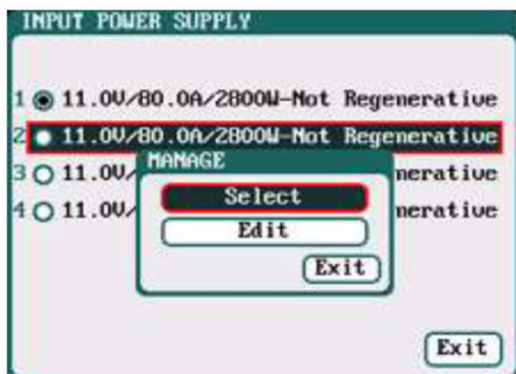 INPUT POWER SUPPLY
1 11.0V/80.0A/2800W-Not Regenerative
2 11.0V/80.0A/2800W-Not Regenerative
MANAGE
3 11.0V/ nerative
Select
4 11.0V/ nerative
Edit
Exit
Exit